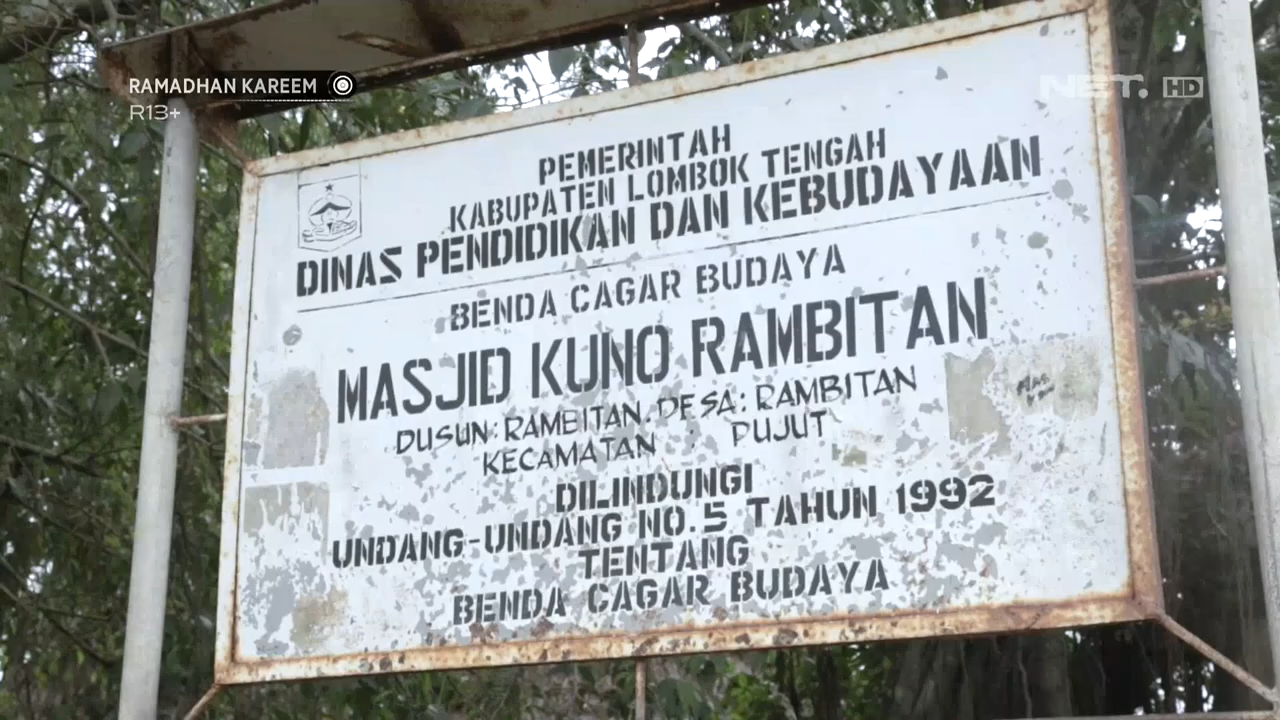 RAMADHAN KAREEM
R13+
NET. HD
PEMERINTAH
KABUPATEN LOMBOK TENGAH
DINAS PENDIDIKAN DAN KEBUDAYAAN
BENDA CAGAR BUDAYA
MASJID KUNO RAMBITAN
DUSUN: RAMBITAN. DESA: RAMBITAN
KECAMATAN PUJUT
DILINDUNGI
UNDANG-UNDANG NO.5 TAHUN 1992
TENTANG
BENDA CAGAR BUDAYA